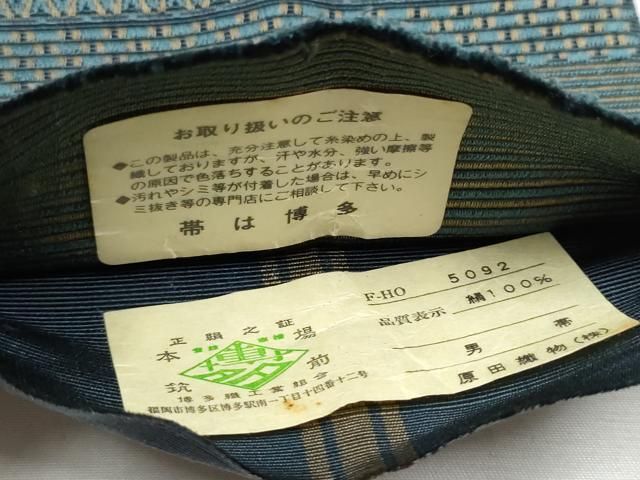 お取り扱いのご注意
◆この製品は、充分注意して糸染めの上、製
織しておりますが、汗や水分、強い摩擦等
の原因で色落ちすることがあります。
◆汚れやシミ等が付着した場合は、早めにシ
ミ抜き等の専門店にご相談して下さい。
帯は博多
正絹之証
本場
筑前
博多
博多織工業組合
福岡市博多区博多駅南一丁目十四番十二号
F-HO 5092
品質表示 絹100%
男 帯
原田織物(株)